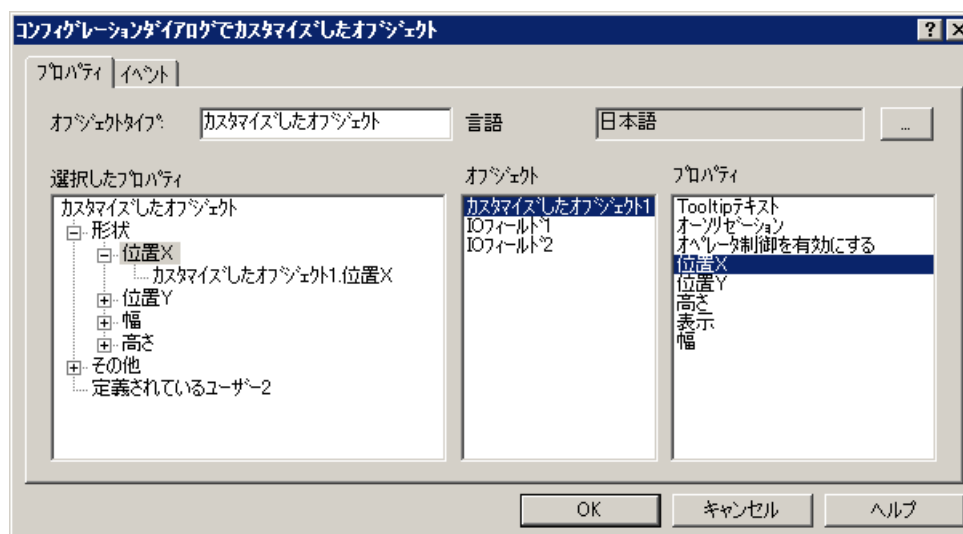 コンフィグレーションダイアログでカスタマイズしたオブジェクト
プロパティ イベント
オブジェクトタイプ: カスタマイズしたオブジェクト 言語 日本語 ...
選択したプロパティ
カスタマイズしたオブジェクト
形状
位置X
カスタマイズしたオブジェクト1.位置X
位置Y
幅
高さ
その他
定義されているユーザー2
オブジェクト
カスタマイズしたオブジェクト1
IOフィールド1
IOフィールド2
プロパティ
Tooltipテキスト
オーソリゼーション
オペレータ制御を有効にする
位置X
位置Y
高さ
表示
幅
OK キャンセル ヘルプ